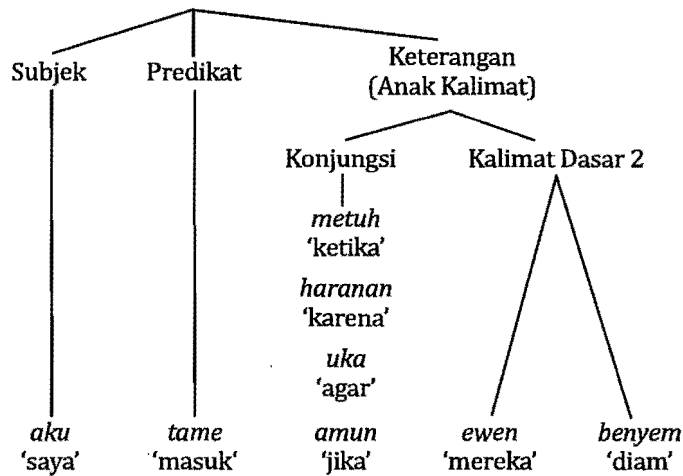 Subjek Predikat Keterangan
(Anak Kalimat)
Konjungsi Kalimat Dasar 2
metuh
'ketika'
haranan
'karena'
uka
'agar'
aku tame amun ewen benyem
'saya' 'masuk' 'jika' 'mereka' 'diam'